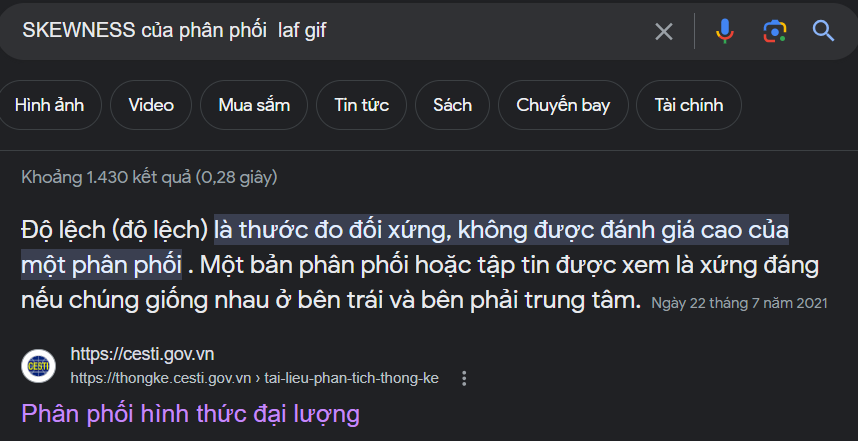 SKEWNESS của phân phối laf gif
Hình ảnh
Video
Mua sắm
Tin tức
Sách
Chuyến bay
Tài chính
Khoảng 1.430 kết quả (0,28 giây)
Độ lệch (độ lệch) là thước đo đối xứng, không được đánh giá cao của
một phân phối . Một bản phân phối hoặc tập tin được xem là xứng đáng
nếu chúng giống nhau ở bên trái và bên phải trung tâm. Ngày 22 tháng 7 năm 2021
CESTI
https://cesti.gov.vn
https://thongke.cesti.gov.vn › tai-lieu-phan-tich-thong-ke
Phân phối hình thức đại lượng